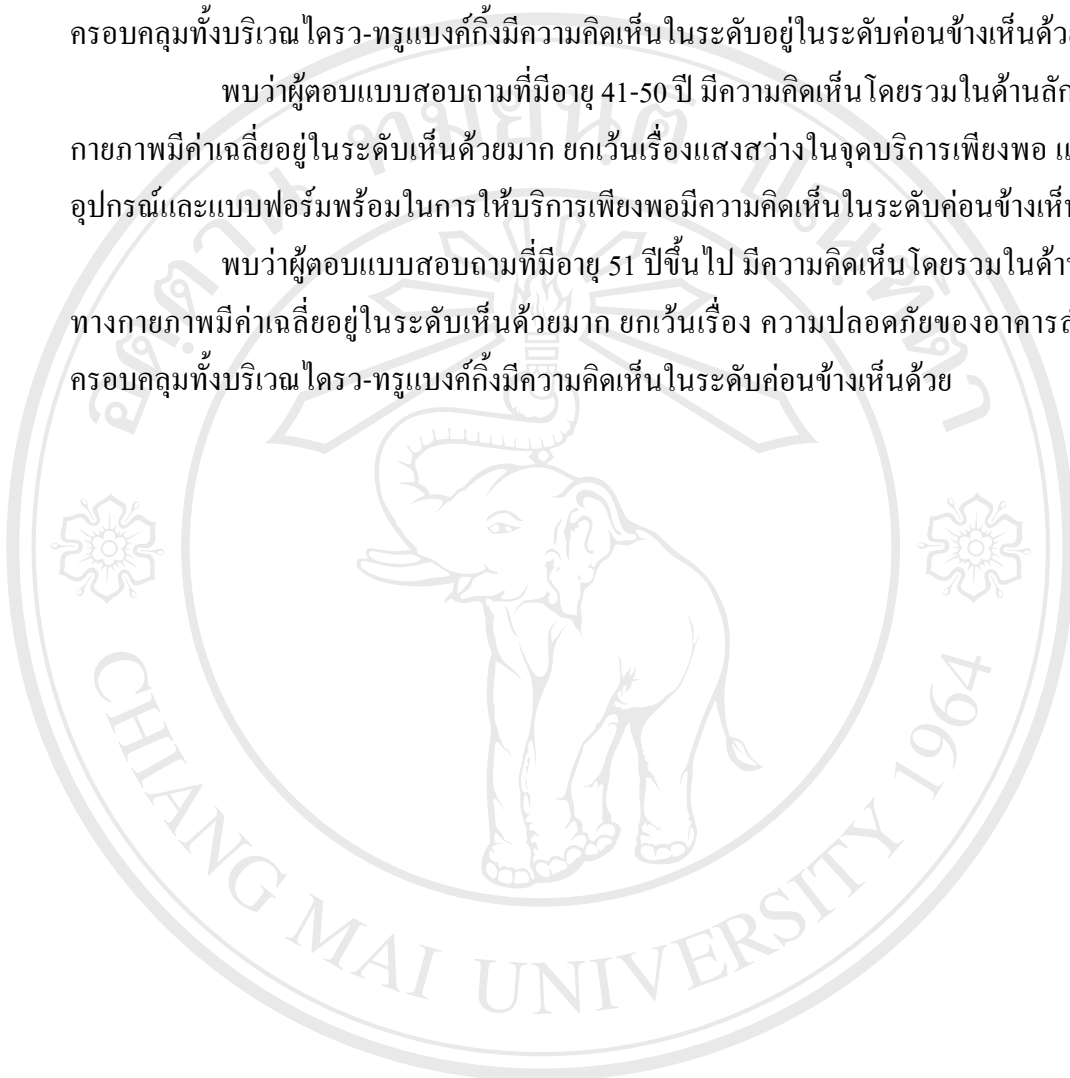 ครอบคลุมทั้งบริเวณไดรว-ทรูแบงค์กิ้งมีความคิดเห็นในระดับอยู่ในระดับค่อนข้างเห็นด้ว
พบว่าผู้ตอบแบบสอบถามที่มีอายุ 41-50 ปี มีความคิดเห็นโดยรวมในด้านลัก
กายภาพมีค่าเฉลี่ยอยู่ในระดับเห็นด้วยมาก ยกเว้นเรื่องแสงสว่างในจุดบริการเพียงพอ แ
อุปกรณ์และแบบฟอร์มพร้อมในการให้บริการเพียงพอมีความคิดเห็นในระดับค่อนข้างเห็
พบว่าผู้ตอบแบบสอบถามที่มีอายุ 51 ปีขึ้นไป มีความคิดเห็นโดยรวมในด้า
ทางกายภาพมีค่าเฉลี่ยอยู่ในระดับเห็นด้วยมาก ยกเว้นเรื่อง ความปลอดภัยของอาคาร
ครอบคลุมทั้งบริเวณไดรว-ทรูแบงค์กิ้งมีความคิดเห็นในระดับค่อนข้างเห็นด้วย
CHIANG MAI UNIVERSITY 1964